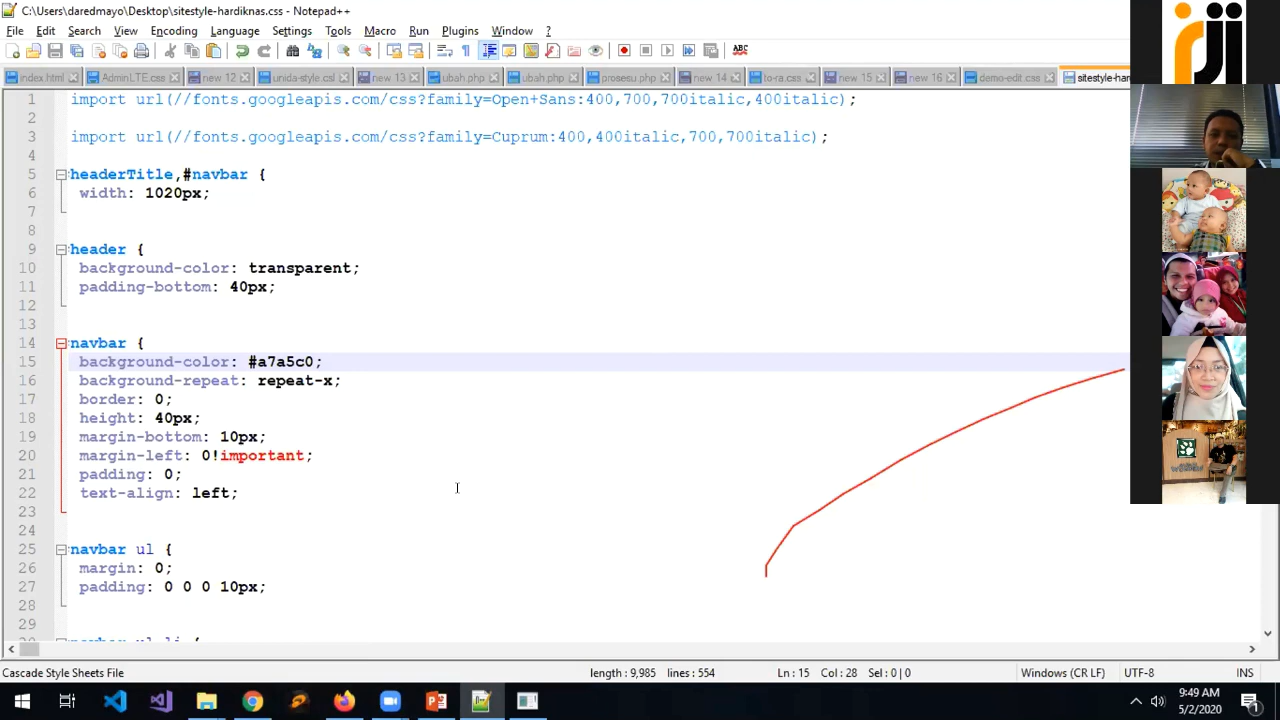 C:\Users\daredmayo\Desktop\sitestyle-hardiknas.css - Notepad++
File Edit Search View Encoding Language Settings Tools Macro Run Plugins Window ?
index.html AdminLTE.css new 12 unida-style.csl new 13 ubah.php ubah.php prosesu.php new 14 to-ra.css new 15 new 16 demo-edit.css sitestyle-hard
1 import url(//fonts.googleapis.com/css?family=Open+Sans:400,700,700italic,400italic);
2
3 import url(//fonts.googleapis.com/css?family=Cuprum:400,400italic,700,700italic);
4
5 headerTitle,#navbar {
6 width: 1020px;
7
8
9 header {
10 background-color: transparent;
11 padding-bottom: 40px;
12
13
14 navbar {
15 background-color: #a7a5c0;
16 background-repeat: repeat-x;
17 border: 0;
18 height: 40px;
19 margin-bottom: 10px;
20 margin-left: 0!important;
21 padding: 0;
22 text-align: left;
23
24
25 navbar ul {
26 margin: 0;
27 padding: 0 0 0 10px;
28
29
Cascade Style Sheets File length : 9,985 lines : 554 Ln : 15 Col : 28 Sel : 0 | 0 Windows (CR LF) UTF-8 INS
9:49 AM
5/2/2020